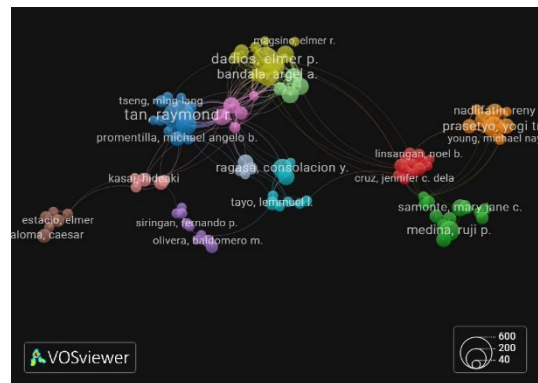 magsino, elmer r.
dadios, elmer p.
bandala, argel a.
tseng, ming-lang
tan, raymond r.
promentilla, michael angelo b.
nadlifatin, reny
prasetyo, yogi tr
young, michael nay
linsangan, noel b.
ragasa, consolacion y.
cruz, jennifer c. dela
kasai, hideaki
tayo, lemmuel l.
samonte, mary jane c.
estacio, elmer
siringan, fernando p.
medina, ruji p.
aloma, caesar
olivera, baldomero m.
VOSviewer
600
200
40